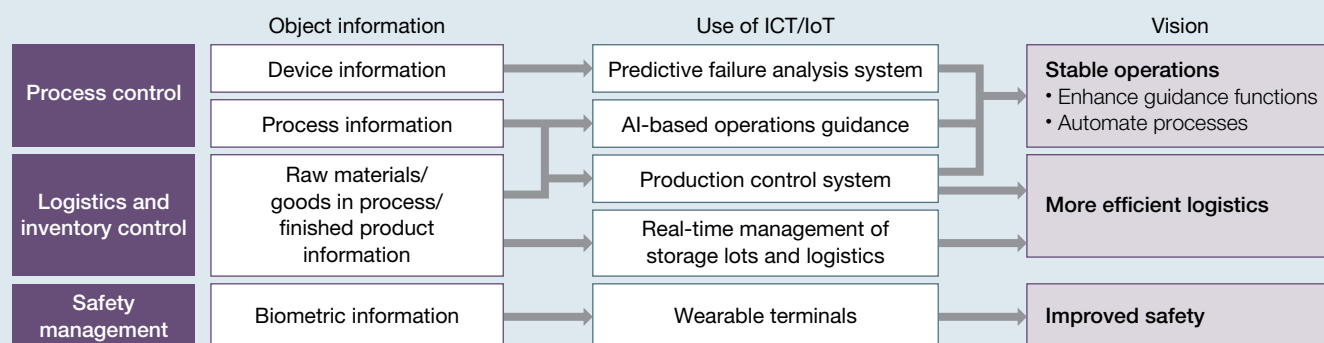 Object information
Use of ICT/IoT
Vision
Process control
Device information
Predictive failure analysis system
Stable operations
• Enhance guidance functions
• Automate processes
Process information
AI-based operations guidance
Logistics and
inventory control
Raw materials/
goods in process/
finished product
information
Production control system
More efficient logistics
Real-time management of
storage lots and logistics
Safety
management
Biometric information
Wearable terminals
Improved safety